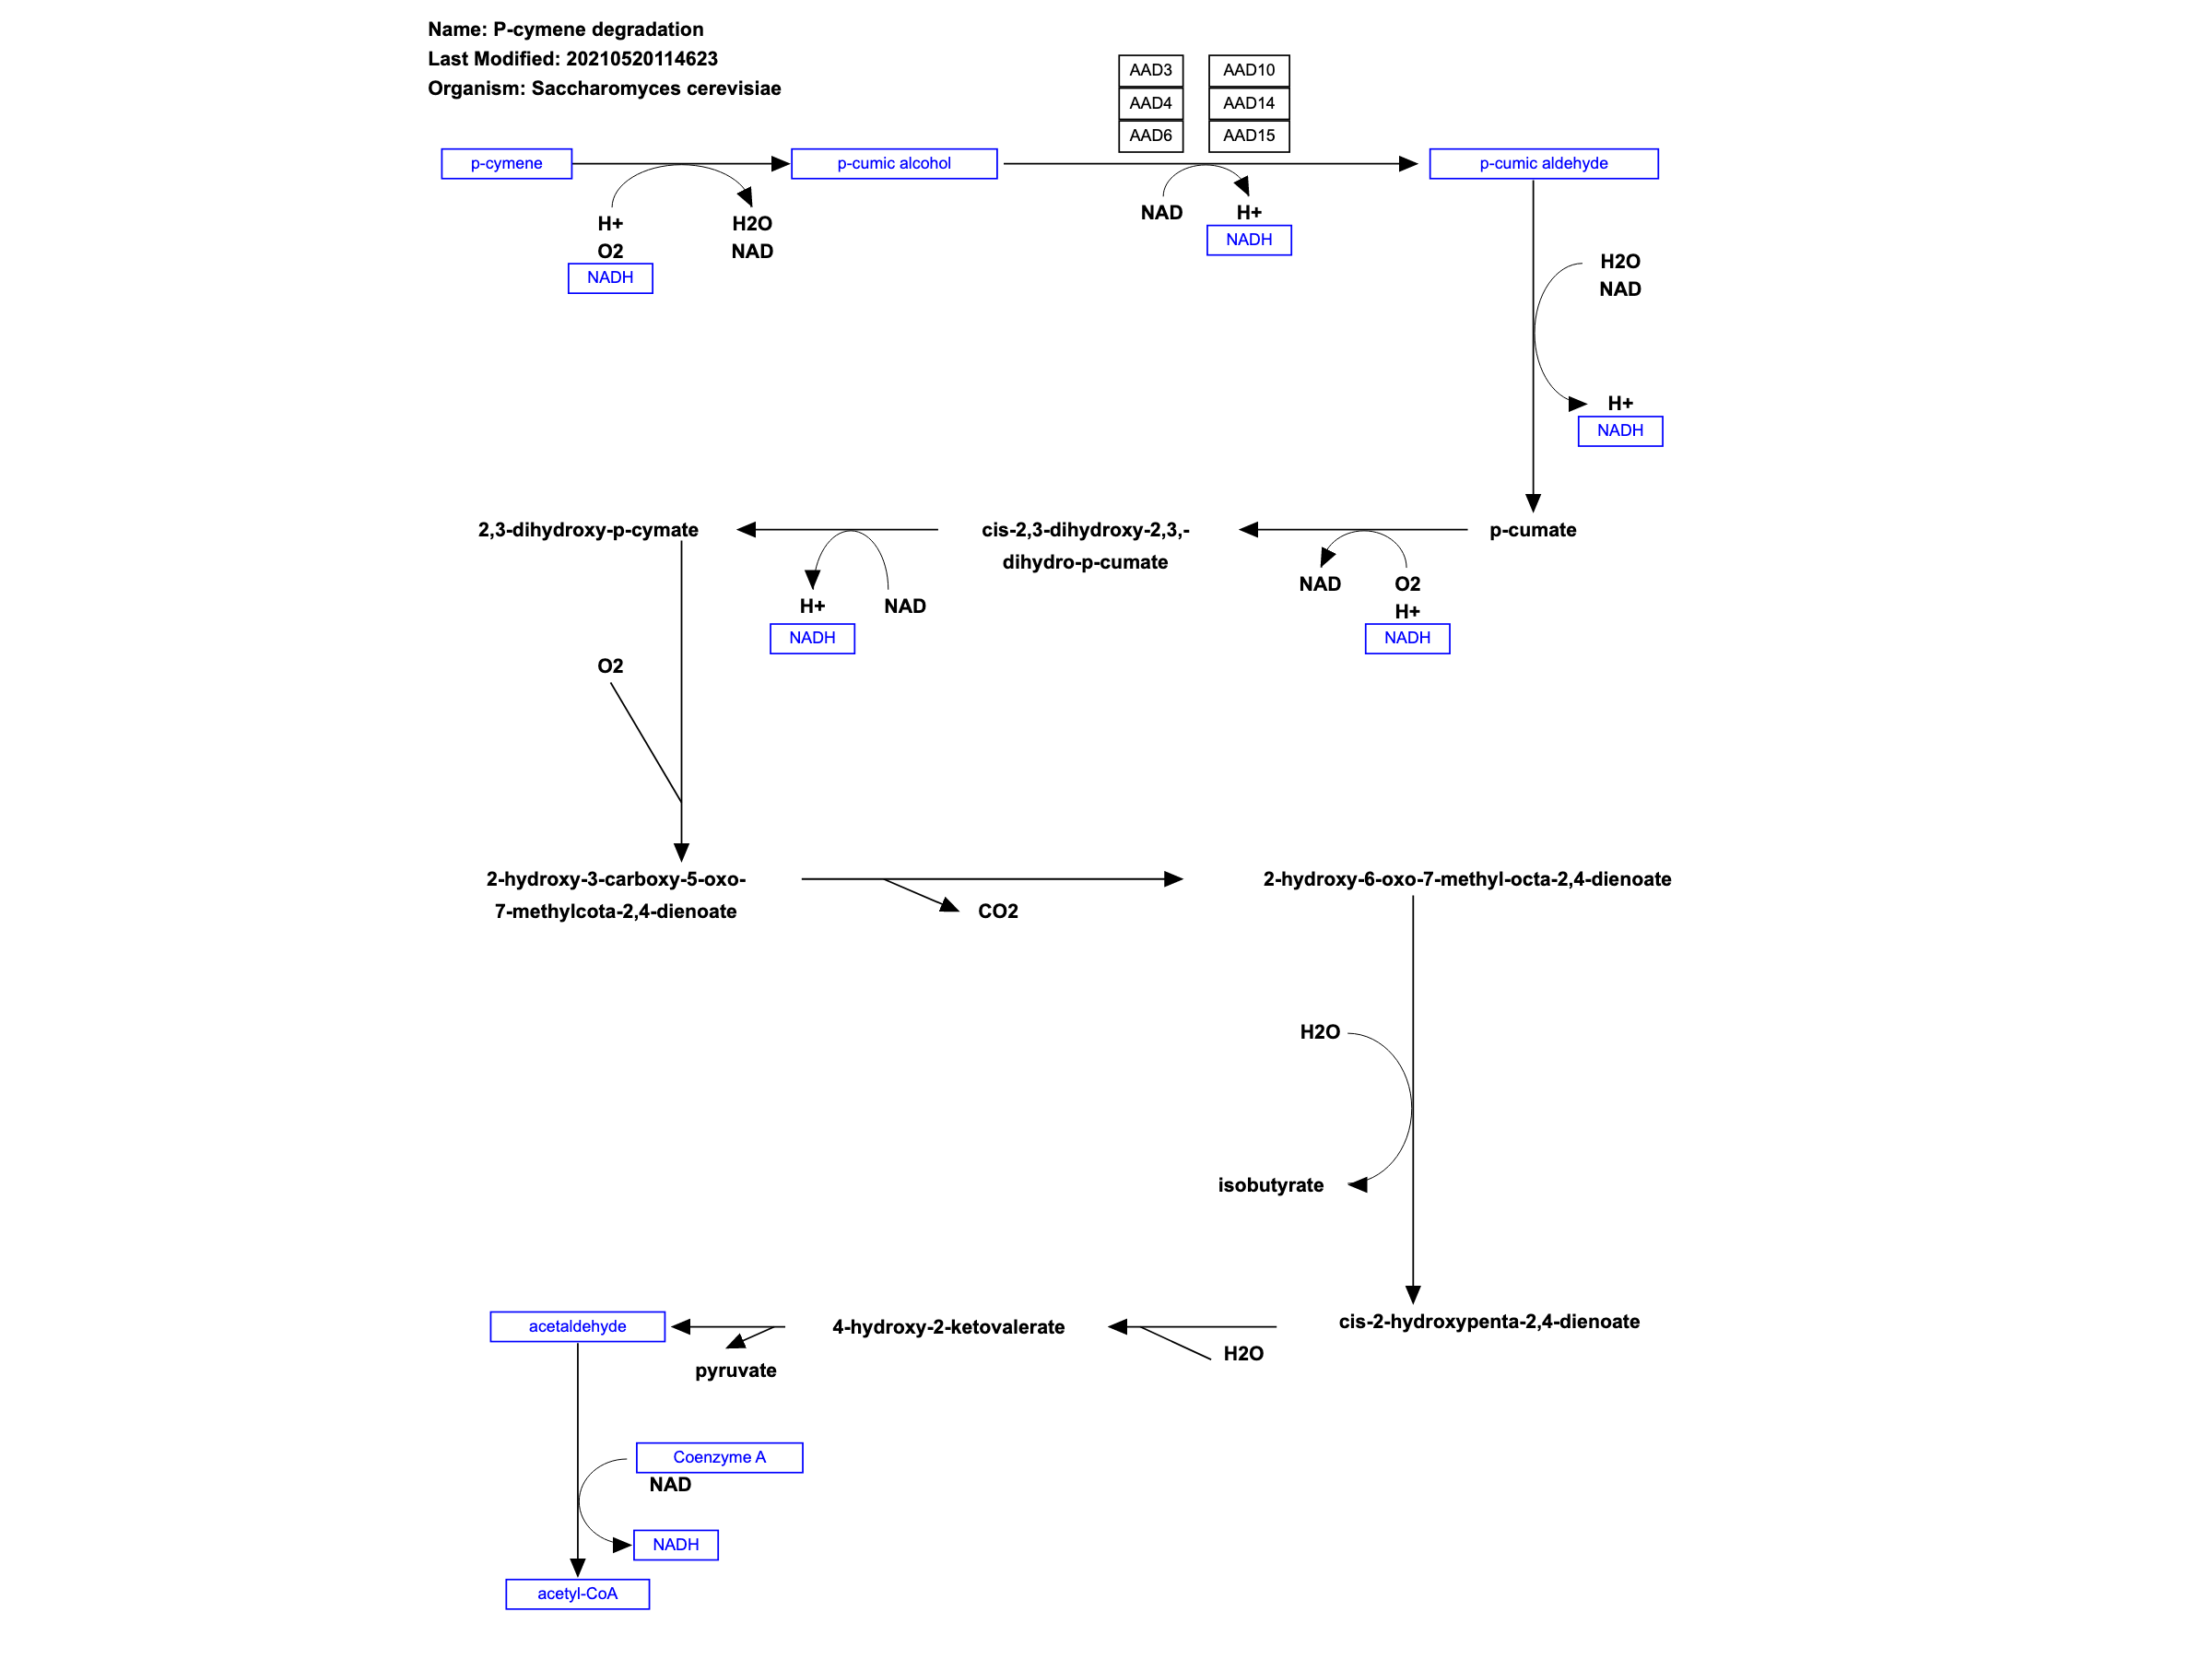 Name: P-cymene degradation
Last Modified: 20210520114623
Organism: Saccharomyces cerevisiae
AAD3
AAD10
AAD4
AAD14
AAD6
AAD15
p-cymene
p-cumic alcohol
p-cumic aldehyde
H+
O2
NADH
H2O
NAD
NAD
H+
NADH
H2O
NAD
H+
NADH
2,3-dihydroxy-p-cymate
cis-2,3-dihydroxy-2,3,-
dihydro-p-cumate
p-cumate
H+
NADH
NAD
NAD
O2
H+
NADH
O2
2-hydroxy-3-carboxy-5-oxo-
7-methylcota-2,4-dienoate
CO2
2-hydroxy-6-oxo-7-methyl-octa-2,4-dienoate
H2O
isobutyrate
acetaldehyde
pyruvate
4-hydroxy-2-ketovalerate
H2O
cis-2-hydroxypenta-2,4-dienoate
Coenzyme A
NAD
NADH
acetyl-CoA